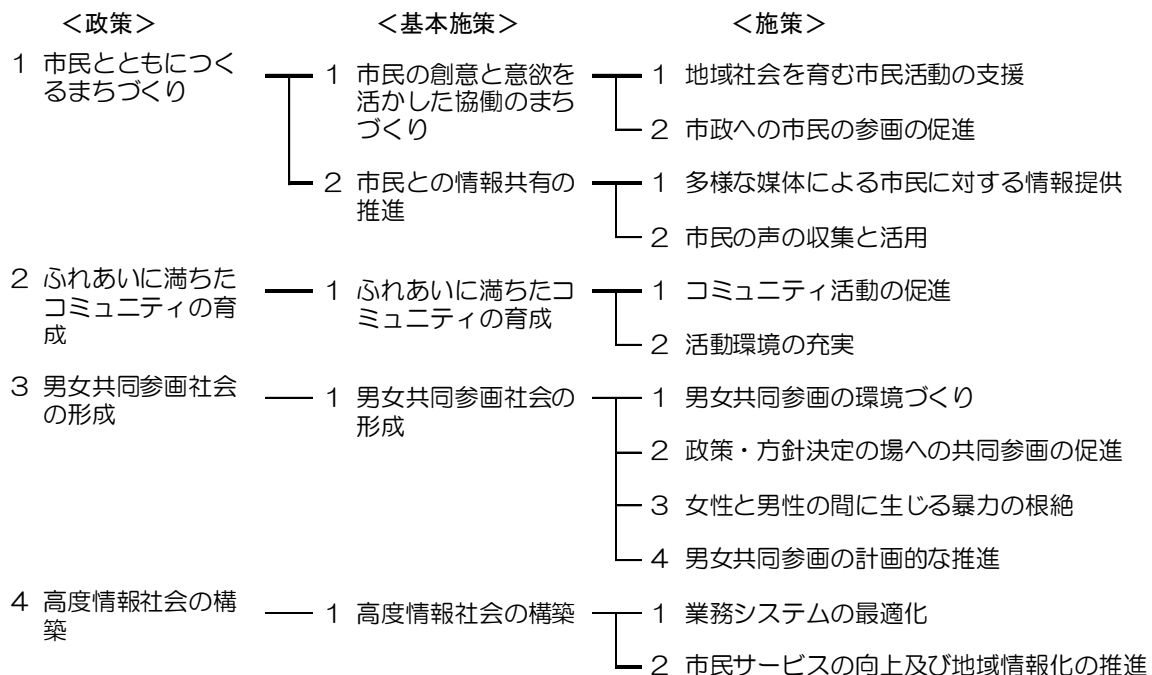 ＜政策＞ ＜基本施策＞ ＜施策＞
1 市民とともにつく
るまちづくり
1 市民の創意と意欲を
活かした協働のまち
づくり
1 地域社会を育む市民活動の支援
2 市政への市民の参画の促進
2 市民との情報共有の
推進
1 多様な媒体による市民に対する情報提供
2 市民の声の収集と活用
2 ふれあいに満ちた
コミュニティの育
成
1 ふれあいに満ちたコ
ミュニティの育成
1 コミュニティ活動の促進
2 活動環境の充実
3 男女共同参画社会
の形成
1 男女共同参画社会の
形成
1 男女共同参画の環境づくり
2 政策・方針決定の場への共同参画の促進
3 女性と男性の間に生じる暴力の根絶
4 男女共同参画の計画的な推進
4 高度情報社会の構
築
1 高度情報社会の構築
1 業務システムの最適化
2 市民サービスの向上及び地域情報化の推進